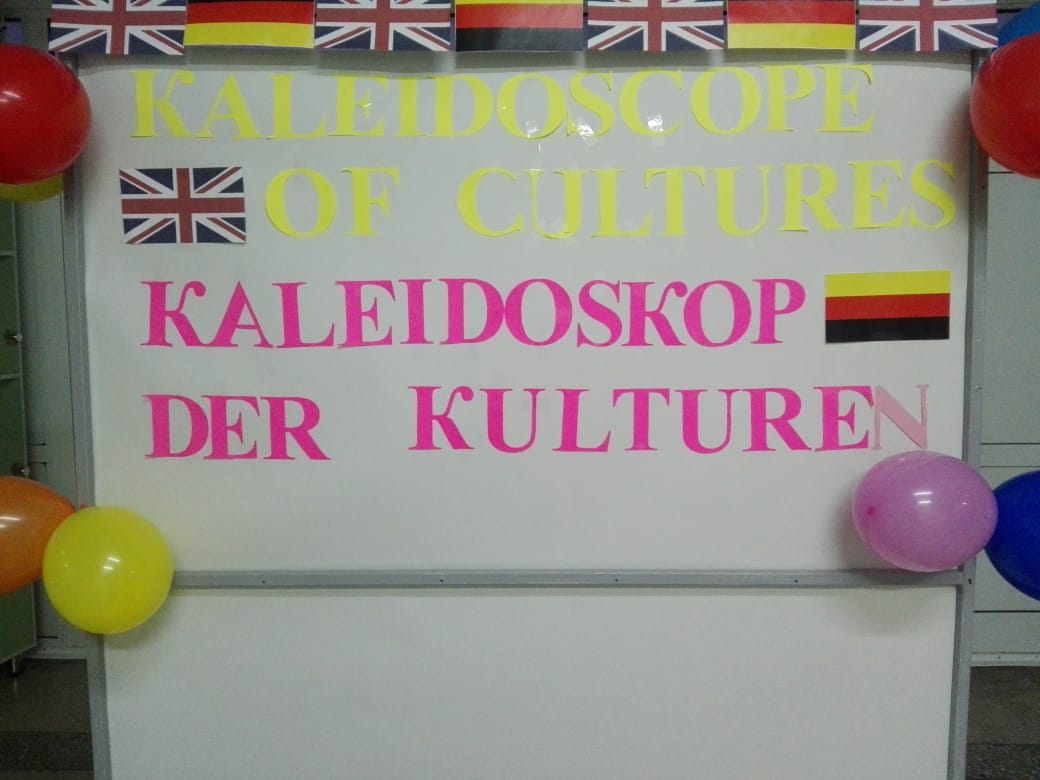 KALEIDOSCOPE
OF CULTURES
KALEIDOSKOP
DER KULTUREN